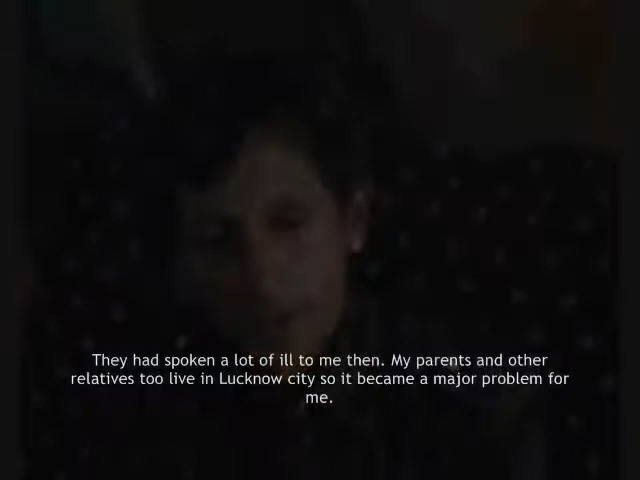 They had spoken a lot of ill to me then. My parents and other
relatives too live in Lucknow city so it became a major problem for
me.